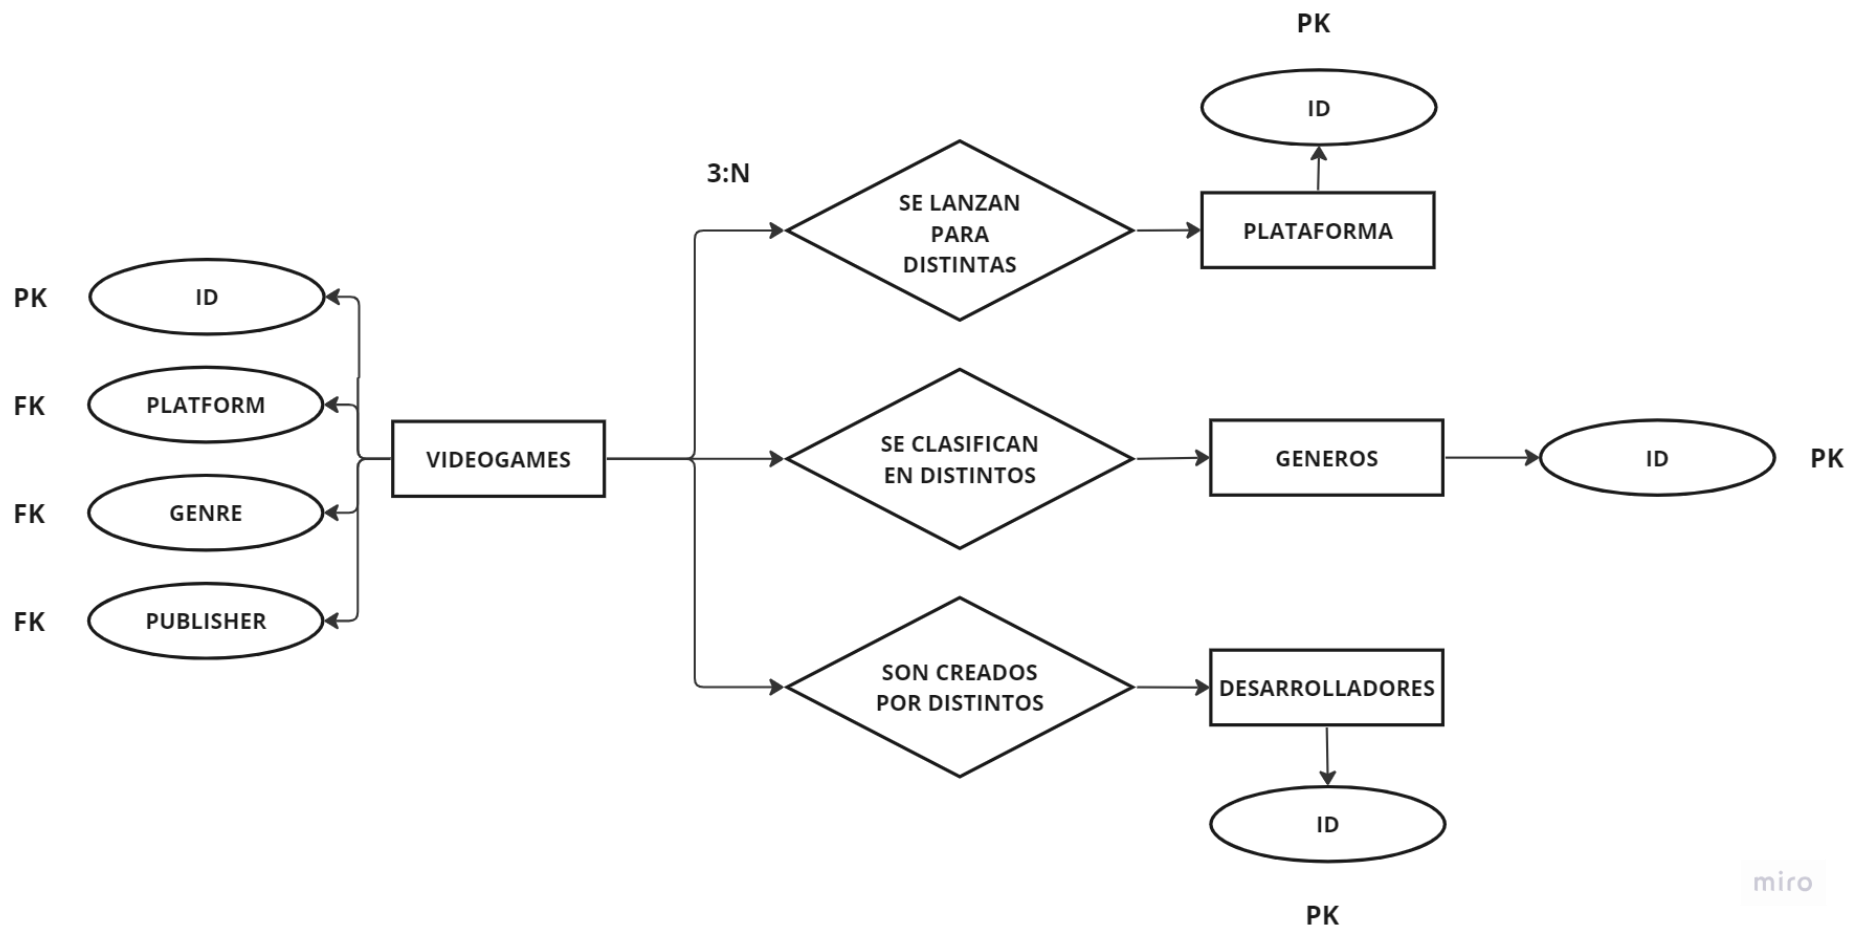 PK
ID
3:N
SE LANZAN
PARA
DISTINTAS
PLATAFORMA
PK
ID
FK
PLATFORM
FK
GENRE
FK
PUBLISHER
VIDEOGAMES
SE CLASIFICAN
EN DISTINTOS
GENEROS
ID
PK
SON CREADOS
POR DISTINTOS
DESARROLLADORES
ID
PK
miro